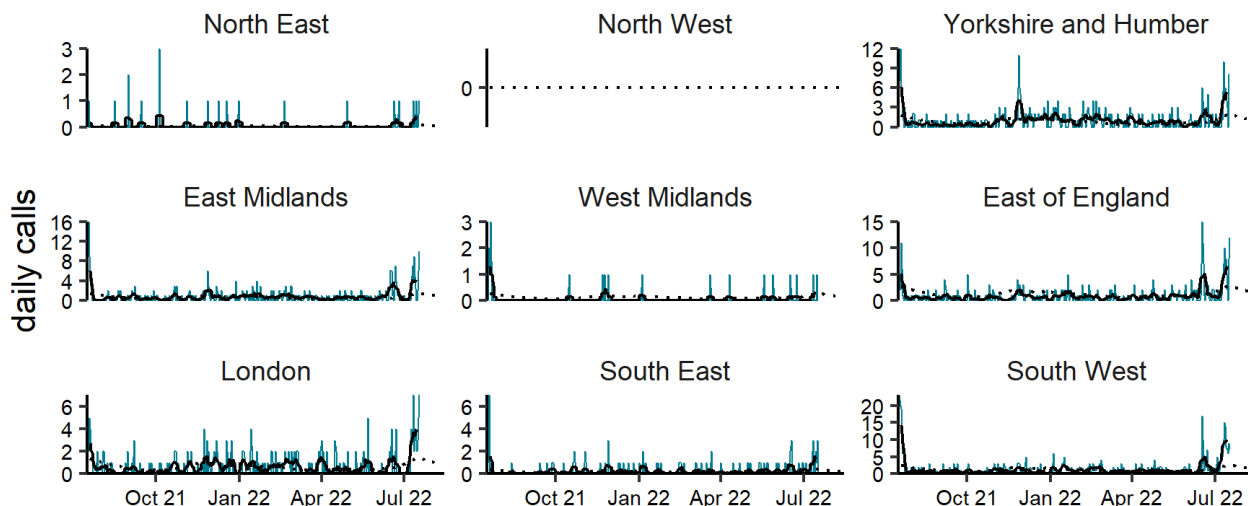 North East
North West
Yorkshire and Humber
3
2
1
0
0
12
9
6
3
0
daily calls
East Midlands
West Midlands
East of England
16
12
8
4
0
3
2
1
0
15
10
5
0
London
South East
South West
6
4
2
0
6
4
2
0
20
15
10
5
0
Oct 21 Jan 22 Apr 22 Jul 22
Oct 21 Jan 22 Apr 22 Jul 22
Oct 21 Jan 22 Apr 22 Jul 22